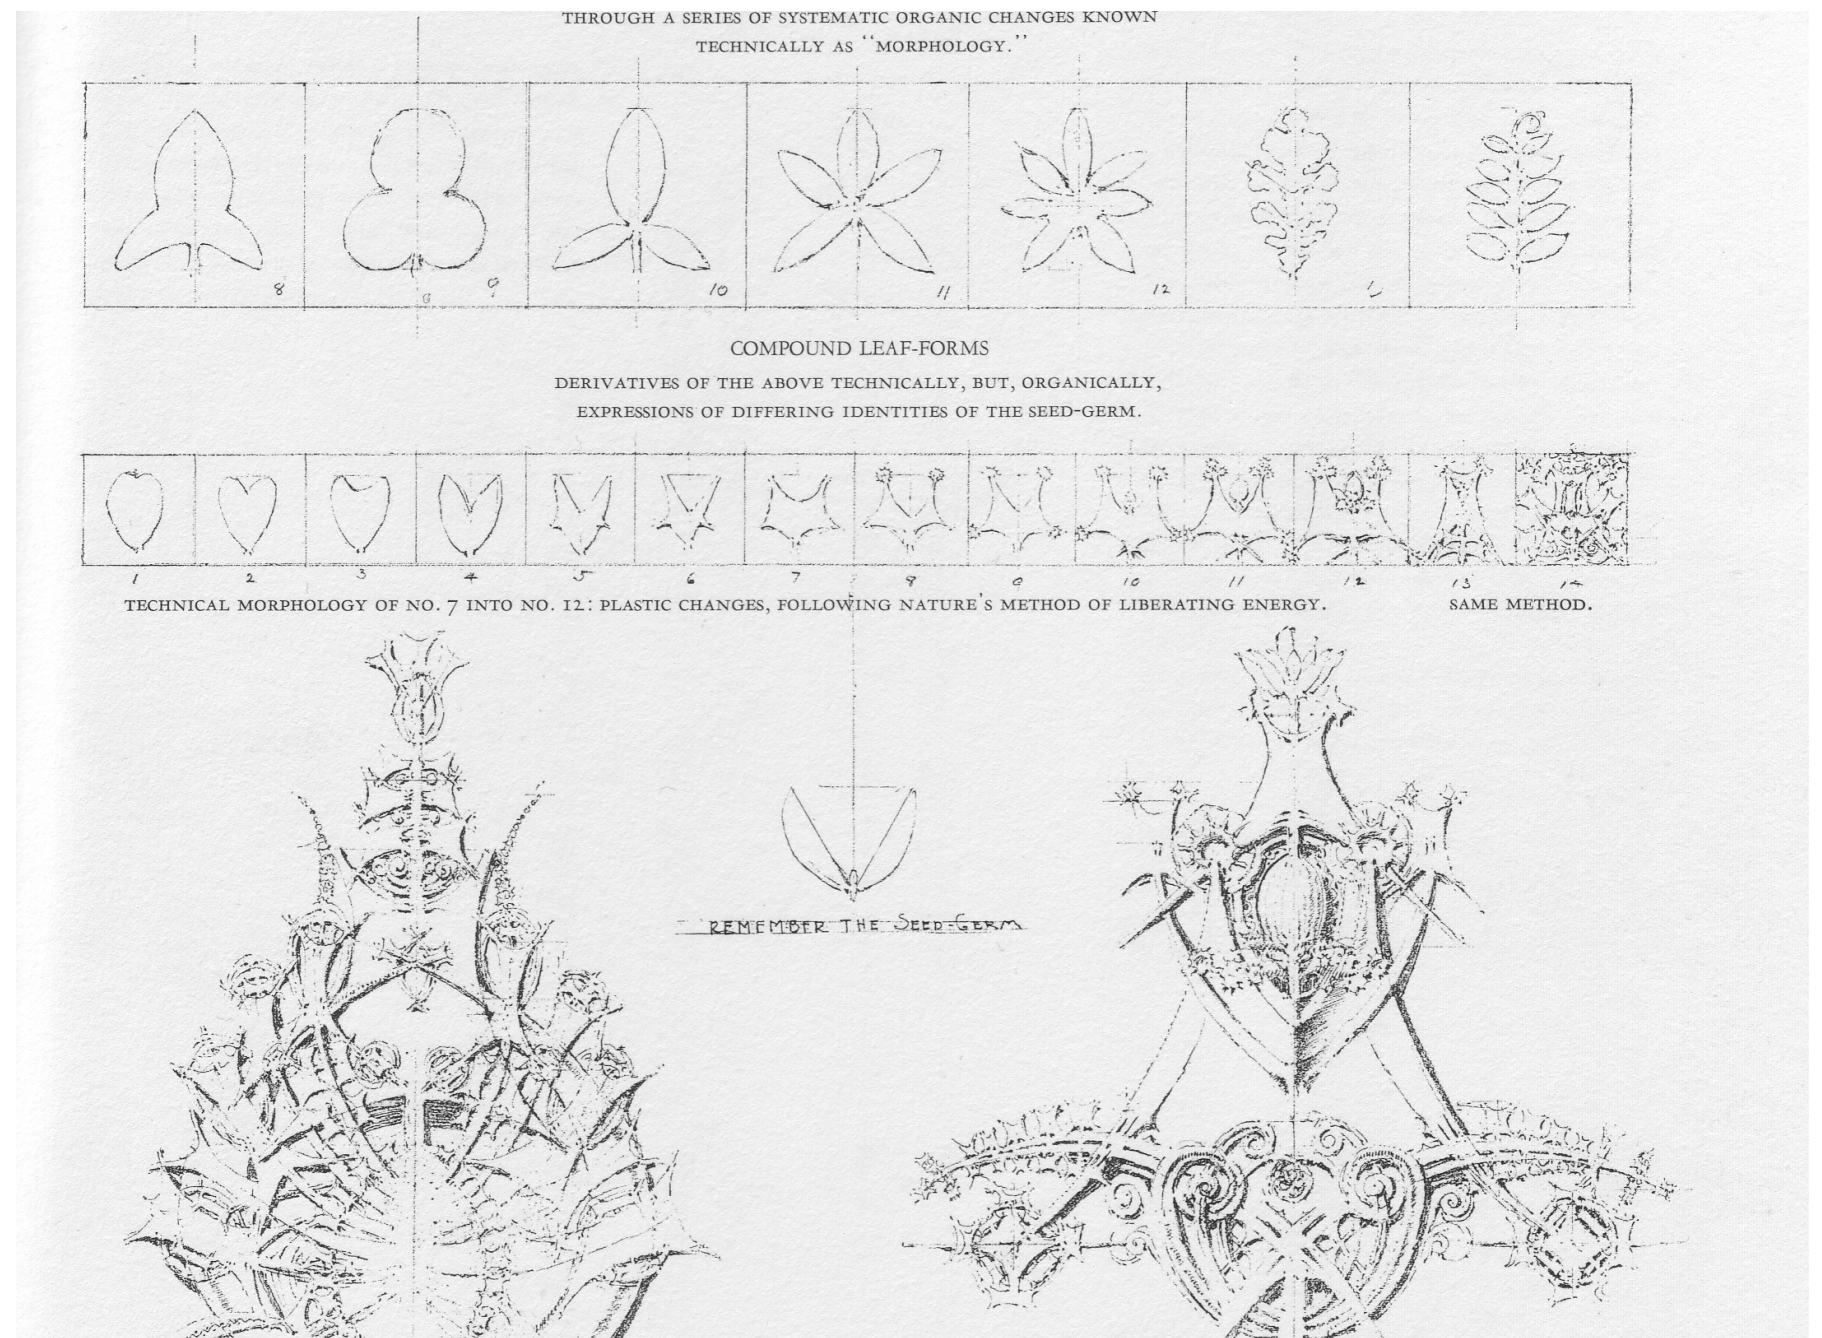 THROUGH A SERIES OF SYSTEMATIC ORGANIC CHANGES KNOWN
TECHNICALLY AS "MORPHOLOGY."
8 9 10 11 12
COMPOUND LEAF-FORMS
DERIVATIVES OF THE ABOVE TECHNICALLY, BUT, ORGANICALLY,
EXPRESSIONS OF DIFFERING IDENTITIES OF THE SEED-GERM.
1 2 3 4 5 6 7 8 9 10 11 12 13 14
TECHNICAL MORPHOLOGY OF NO. 7 INTO NO. 12: PLASTIC CHANGES, FOLLOWING NATURE'S METHOD OF LIBERATING ENERGY. SAME METHOD.
REMEMBER THE SEED-GERM